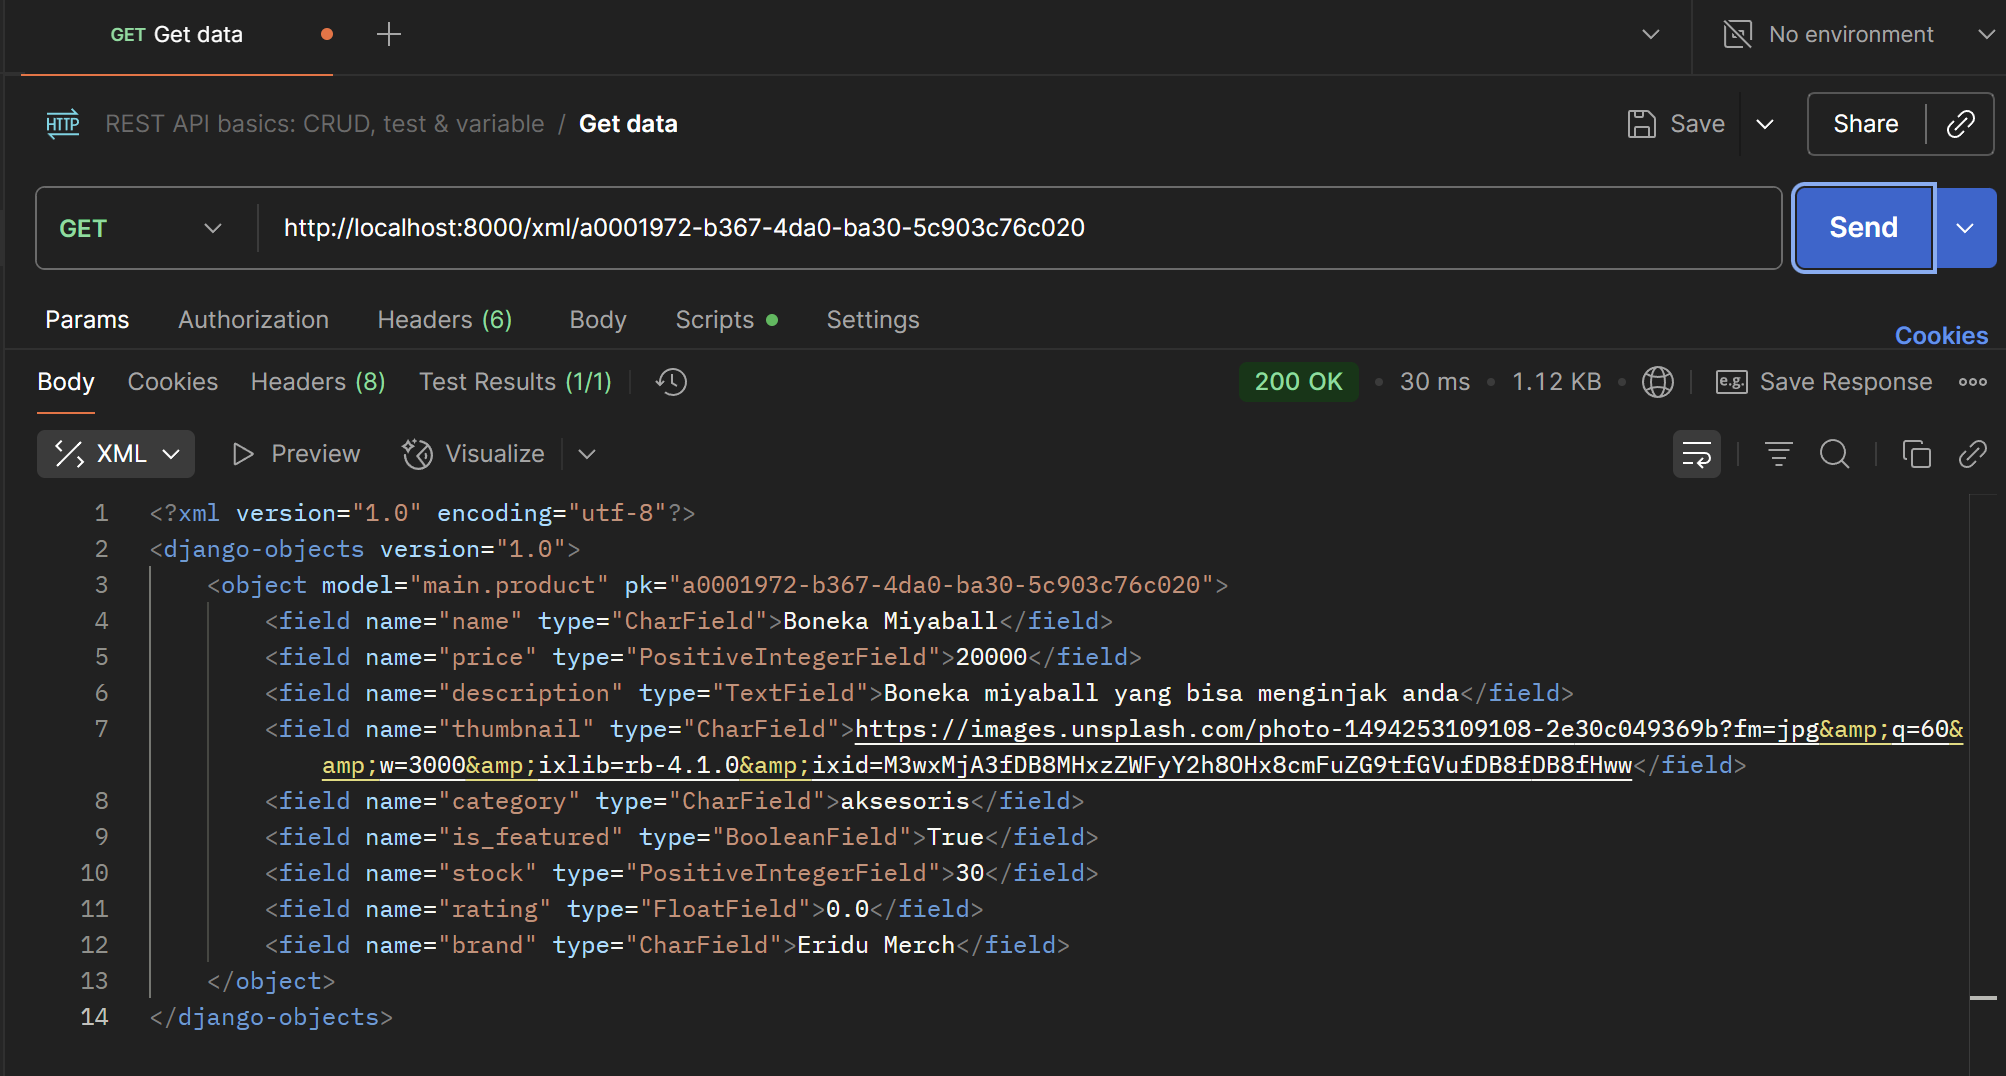 GET Get data
No environment
HTTP REST API basics: CRUD, test & variable / Get data
Save
Share
GET http://localhost:8000/xml/a0001972-b367-4da0-ba30-5c903c76c020
Send
Params Authorization Headers (6) Body Scripts Settings
Cookies
Body Cookies Headers (8) Test Results (1/1)
200 OK • 30 ms • 1.12 KB • e.g. Save Response
XML Preview Visualize
1 <?xml version="1.0" encoding="utf-8"?>
2 <django-objects version="1.0">
3 <object model="main.product" pk="a0001972-b367-4da0-ba30-5c903c76c020">
4 <field name="name" type="CharField">Boneka Miyaball</field>
5 <field name="price" type="PositiveIntegerField">20000</field>
6 <field name="description" type="TextField">Boneka miyaball yang bisa menginjak anda</field>
7 <field name="thumbnail" type="CharField">https://images.unsplash.com/photo-1494253109108-2e30c049369b?fm=jpg&amp;q=60&
amp;w=3000&amp;ixlib=rb-4.1.0&amp;ixid=M3wxMjA3fDB8MHxzZWFyY2h8OHx8cmFuZG9tfGVufDB8fDB8fHww</field>
8 <field name="category" type="CharField">aksesoris</field>
9 <field name="is_featured" type="BooleanField">True</field>
10 <field name="stock" type="PositiveIntegerField">30</field>
11 <field name="rating" type="FloatField">0.0</field>
12 <field name="brand" type="CharField">Eridu Merch</field>
13 </object>
14 </django-objects>